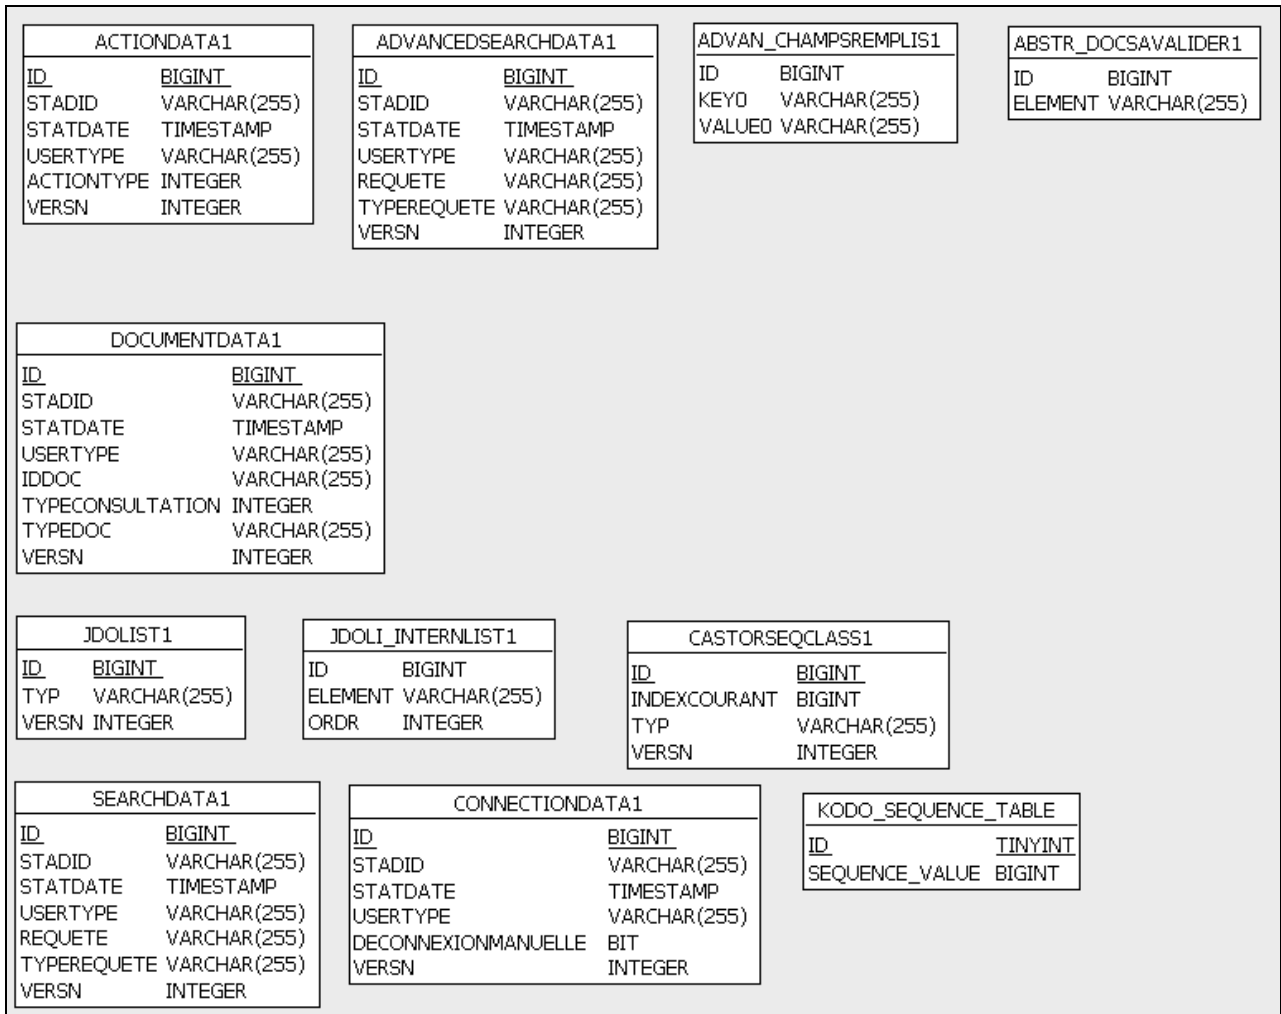 ACTIONDATA1
ID BIGINT
STADID VARCHAR(255)
STATDATE TIMESTAMP
USERTYPE VARCHAR(255)
ACTIONTYPE INTEGER
VERSN INTEGER
ADVANCEDSEARCHDATA1
ID BIGINT
STADID VARCHAR(255)
STATDATE TIMESTAMP
USERTYPE VARCHAR(255)
REQUETE VARCHAR(255)
TYPEREQUETE VARCHAR(255)
VERSN INTEGER
ADVAN_CHAMPSREMPLIS1
ID BIGINT
KEY0 VARCHAR(255)
VALUE0 VARCHAR(255)
ABSTR_DOCSAVALIDER1
ID BIGINT
ELEMENT VARCHAR(255)
DOCUMENTDATA1
ID BIGINT
STADID VARCHAR(255)
STATDATE TIMESTAMP
USERTYPE VARCHAR(255)
IDDOC VARCHAR(255)
TYPECONSULTATION INTEGER
TYPEDOC VARCHAR(255)
VERSN INTEGER
JDOLIST1
ID BIGINT
TYP VARCHAR(255)
VERSN INTEGER
JDOLI_INTERNLIST1
ID BIGINT
ELEMENT VARCHAR(255)
ORDR INTEGER
CASTORSEQCLASS1
ID BIGINT
INDEXCOURANT BIGINT
TYP VARCHAR(255)
VERSN INTEGER
SEARCHDATA1
ID BIGINT
STADID VARCHAR(255)
STATDATE TIMESTAMP
USERTYPE VARCHAR(255)
REQUETE VARCHAR(255)
TYPEREQUETE VARCHAR(255)
VERSN INTEGER
CONNECTIONDATA1
ID BIGINT
STADID VARCHAR(255)
STATDATE TIMESTAMP
USERTYPE VARCHAR(255)
DECONNEXIONMANUELLE BIT
VERSN INTEGER
KODO_SEQUENCE_TABLE
ID TINYINT
SEQUENCE_VALUE BIGINT